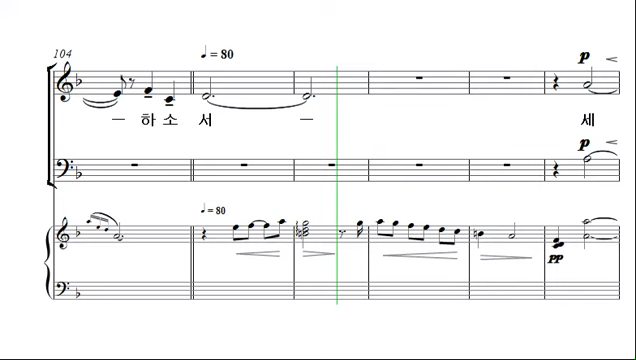 104
♩ = 80
p
하 소 서 세
p
♩ = 80
pp